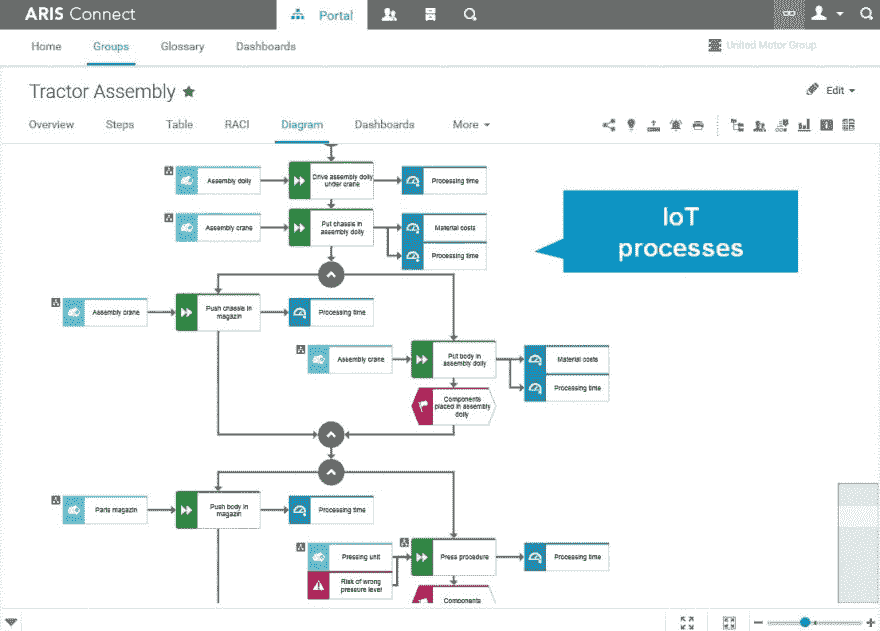 ARIS Connect
Portal
Home
Groups
Glossary
Dashboards
United Motor Group
Tractor Assembly
Edit
Overview
Steps
Table
RACI
Diagram
Dashboards
More
Assembly dolly
Drive assembly dolly
under crane
Processing time
Assembly crane
Put chassis in
assembly dolly
Material costs
Processing time
IoT
processes
Assembly crane
Push chassis in
magazin
Processing time
Assembly crane
Put body in
assembly dolly
Material costs
Processing time
Components
placed in assembly
dolly
Parts magazin
Push body in
magazin
Processing time
Pressing unit
Risk of wrong
pressure level
Press procedure
Processing time
Components